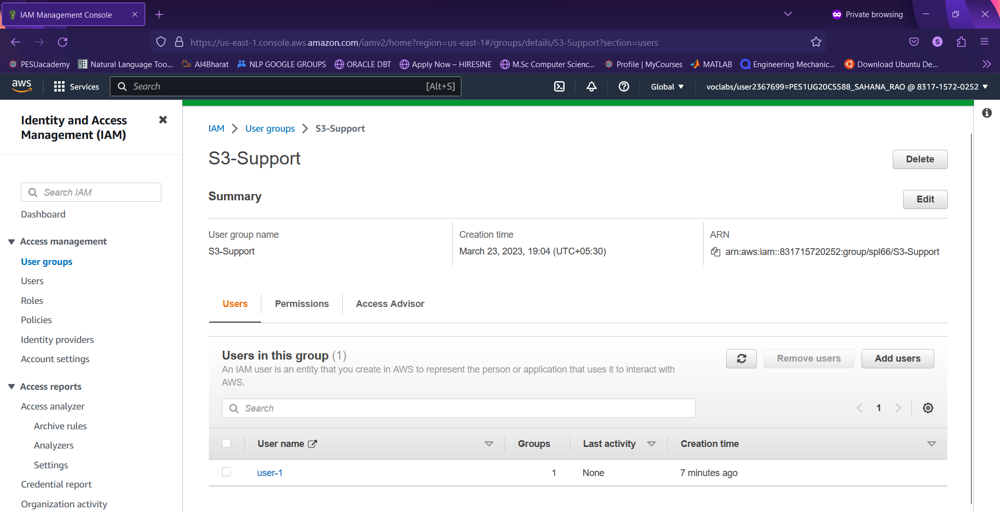 IAM Management Console
Private browsing
https://us-east-1.console.aws.amazon.com/iamv2/home?region=us-east-1#/groups/details/S3-Support?section=users
S
PESUacademy
Natural Language Too...
AI4Bharat
NLP GOOGLE GROUPS
ORACLE DBT
Apply Now – HIRESINE
M.Sc Computer Scienc...
Profile | MyCourses
MATLAB
Engineering Mechanic...
Download Ubuntu De...
aws
Services
Search
[Alt+S]
Global
voclabs/user2367699=PES1UG20CS588_SAHANA_RAO @ 8317-1572-0252
Identity and Access
Management (IAM)
Search IAM
Dashboard
Access management
User groups
Users
Roles
Policies
Identity providers
Account settings
Access reports
Access analyzer
Archive rules
Analyzers
Settings
Credential report
Organization activity
IAM > User groups > S3-Support
S3-Support
Delete
Summary
Edit
User group name
S3-Support
Creation time
March 23, 2023, 19:04 (UTC+05:30)
ARN
arn:aws:iam::831715720252:group/spl66/S3-Support
Users
Permissions
Access Advisor
Users in this group (1)
An IAM user is an entity that you create in AWS to represent the person or application that uses it to interact with
AWS.
Remove users
Add users
Search
1
User name
Groups
Last activity
Creation time
user-1
1
None
7 minutes ago